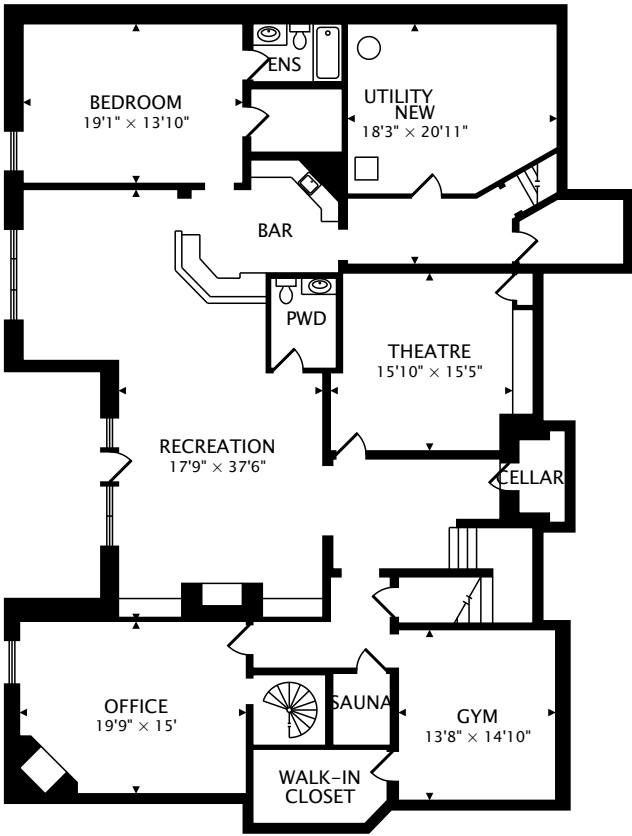 ENS
BEDROOM
19'1" × 13'10"
UTILITY
NEW
18'3" × 20'11"
BAR
PWD
THEATRE
15'10" × 15'5"
RECREATION
17'9" × 37'6"
CELLAR
OFFICE
19'9" × 15'
SAUNA
GYM
13'8" × 14'10"
WALK-IN
CLOSET